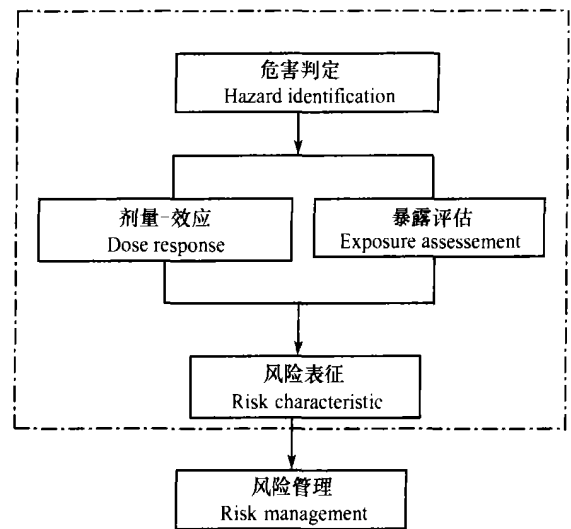 危害判定
Hazard identification
剂量-效应
Dose response
暴露评估
Exposure assessement
风险表征
Risk characteristic
风险管理
Risk management